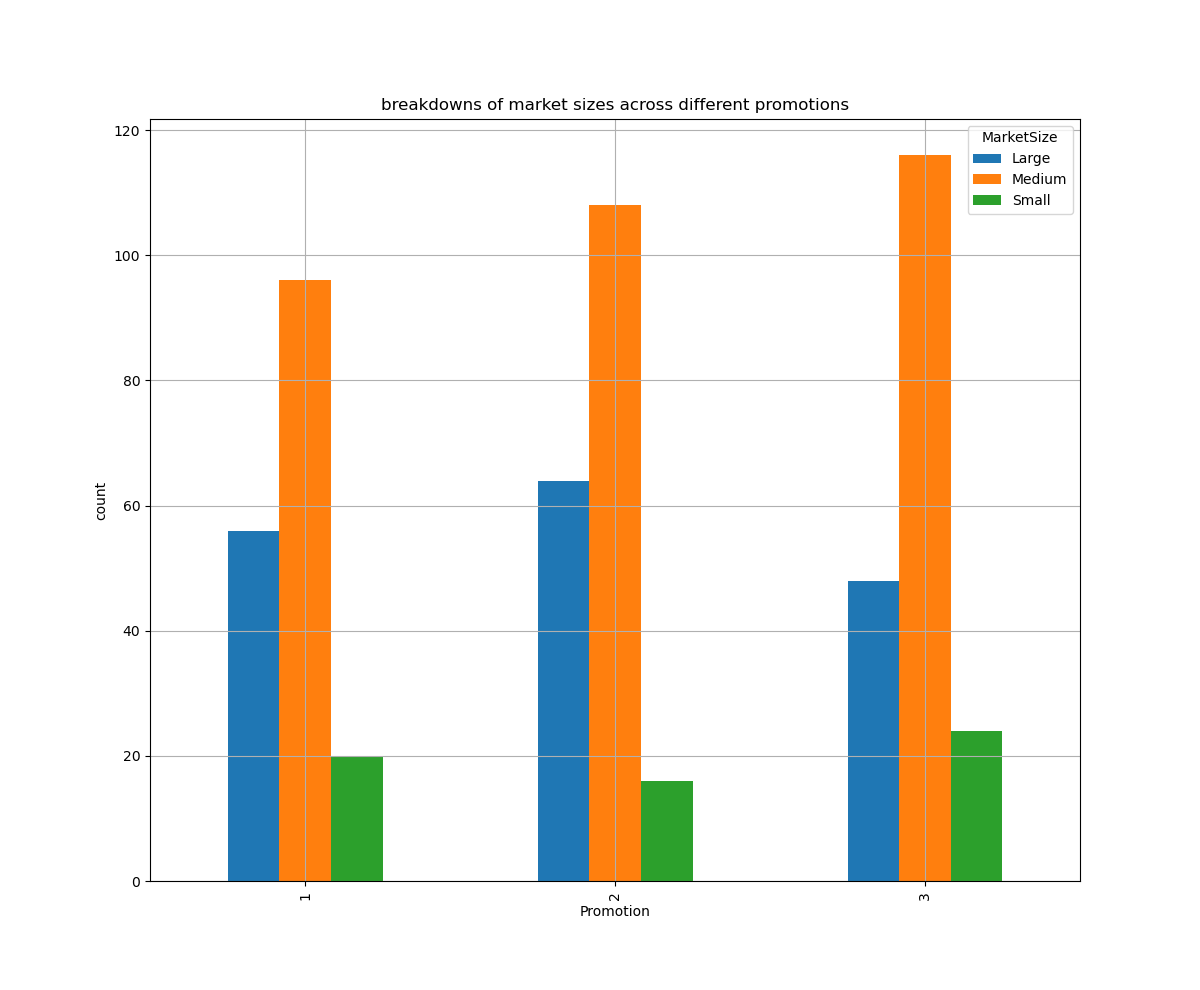 breakdowns of market sizes across different promotions
MarketSize
Large
Medium
Small
120
100
80
60
40
20
0
count
1
2
3
Promotion